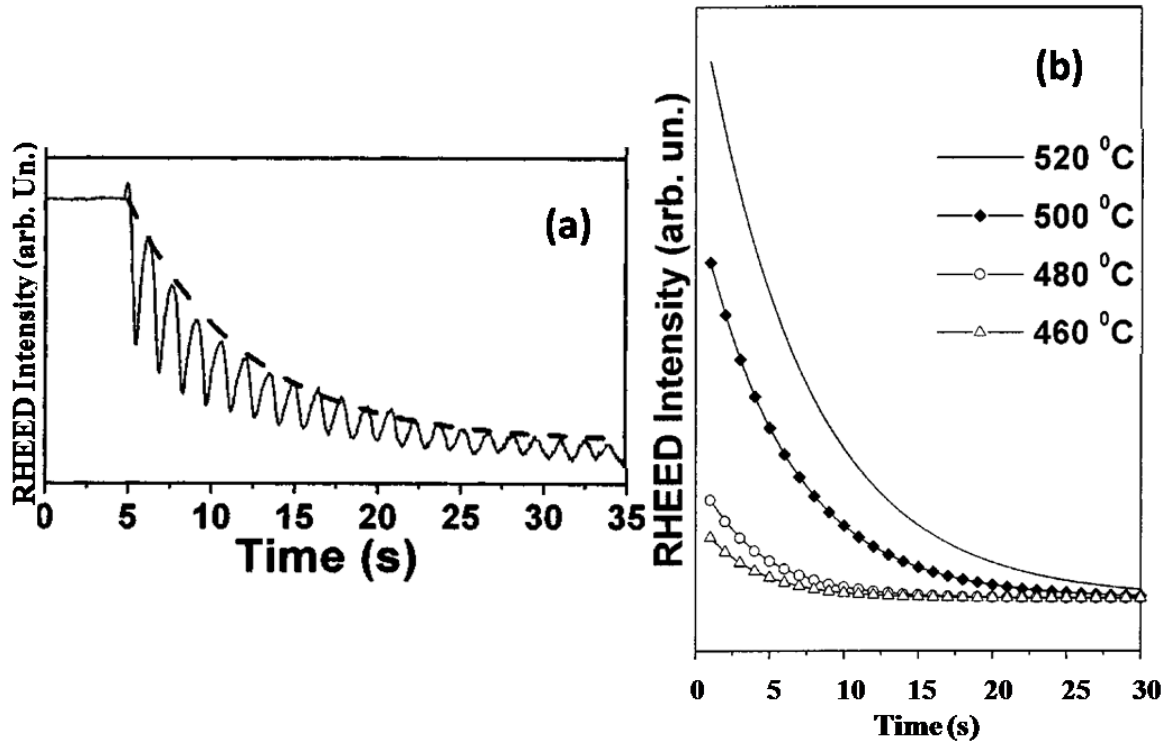 RHEED Intensity (arb. Un.)
(a)
0 5 10 15 20 25 30 35
Time (s)
RHEED Intensity (arb. un.)
(b)
520 ⁰C
500 ⁰C
480 ⁰C
460 ⁰C
0 5 10 15 20 25 30
Time (s)